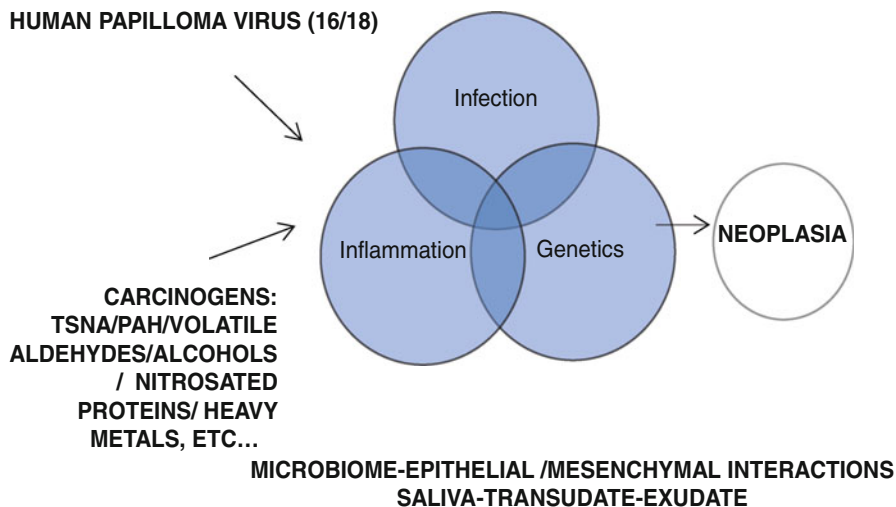 HUMAN PAPILLOMA VIRUS (16/18)
Infection
Inflammation
Genetics
NEOPLASIA
CARCINOGENS:
TSNA/PAH/VOLATILE
ALDEHYDES/ALCOHOLS
/ NITROSATED
PROTEINS/ HEAVY
METALS, ETC…
MICROBIOME-EPITHELIAL /MESENCHYMAL INTERACTIONS
SALIVA-TRANSUDATE-EXUDATE